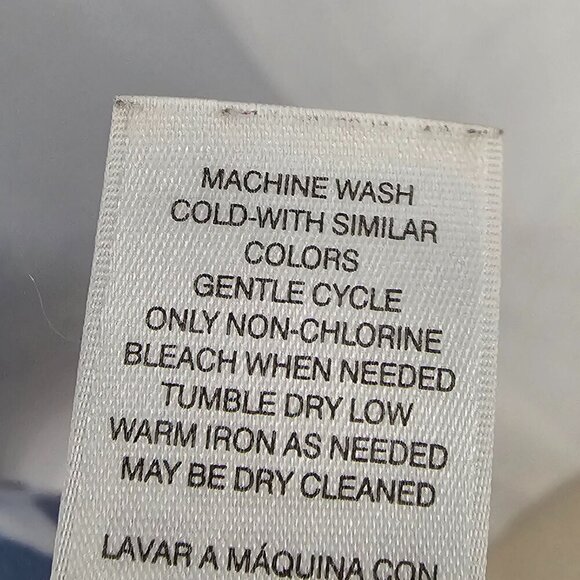 MACHINE WASH
COLD-WITH SIMILAR
COLORS
GENTLE CYCLE
ONLY NON-CHLORINE
BLEACH WHEN NEEDED
TUMBLE DRY LOW
WARM IRON AS NEEDED
MAY BE DRY CLEANED
LAVAR A MÁQUINA CON